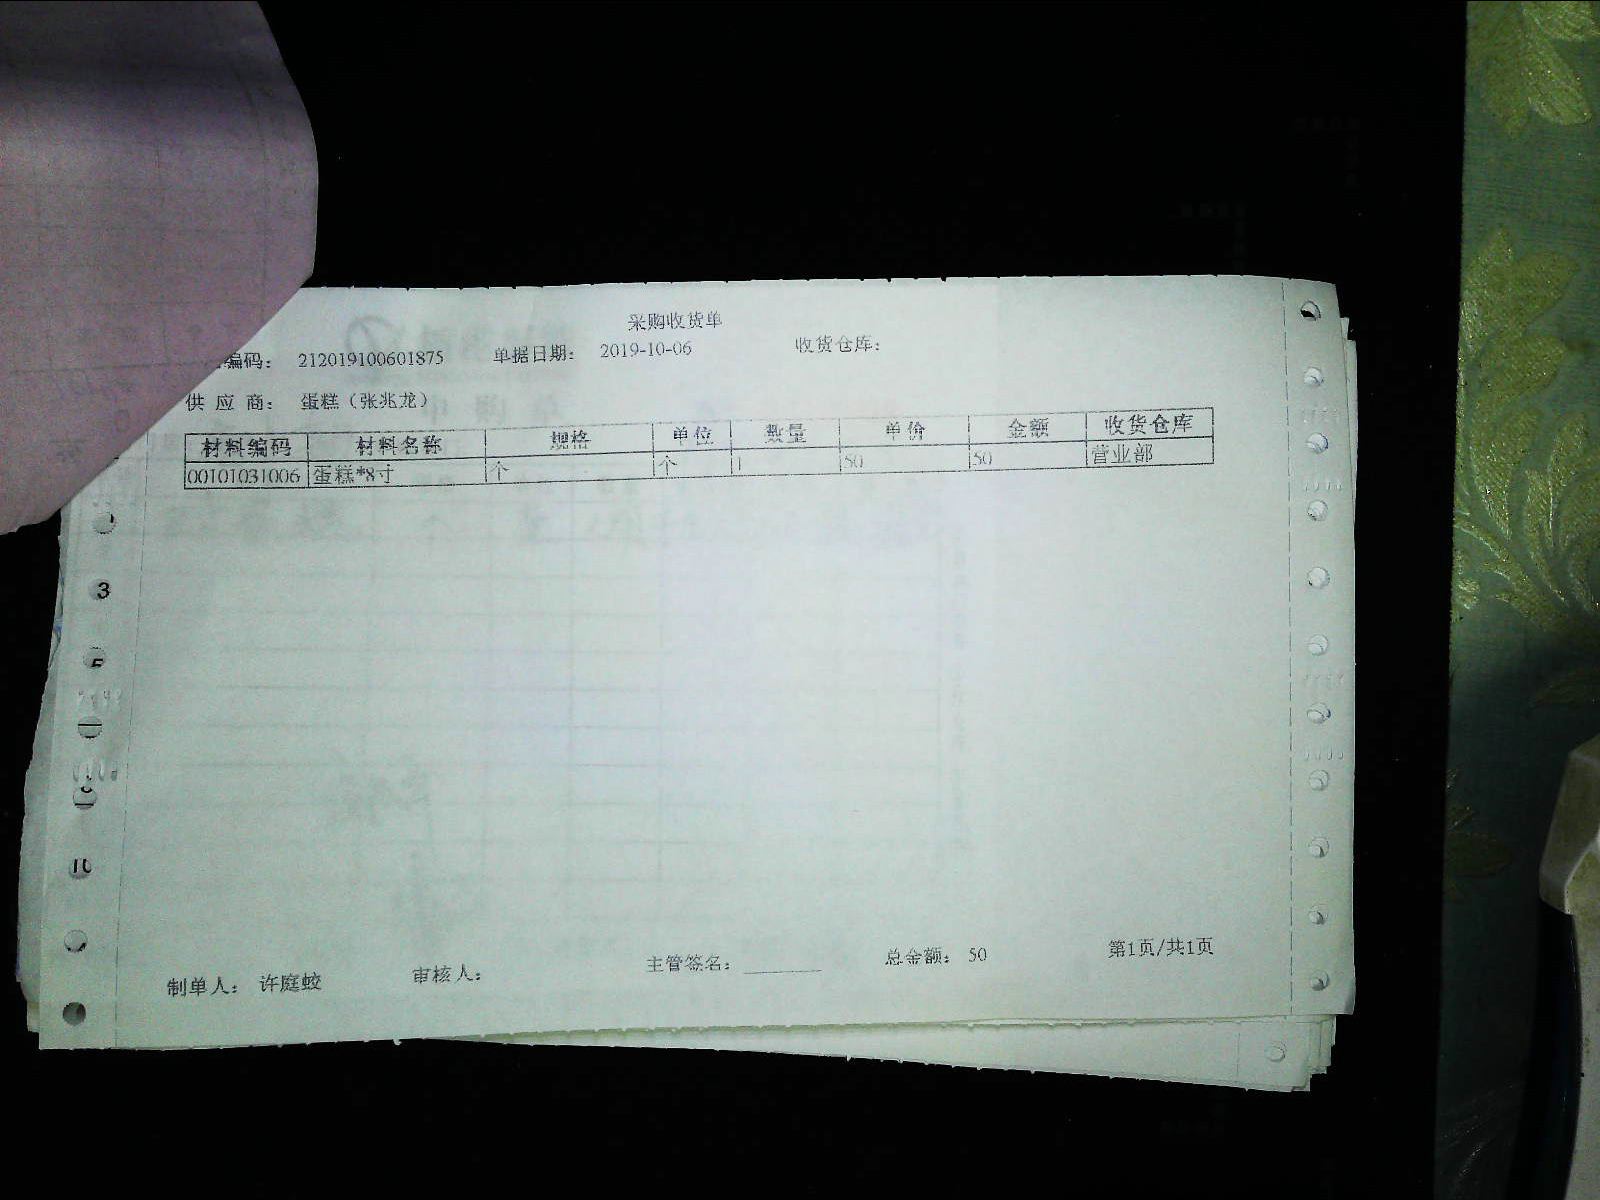 采购收货单
编码: 212019100601875 单据日期: 2019-10-06 收货仓库:
供 应 商: 蛋糕（张兆龙）
材料编码 材料名称 规格 单位 数量 单价 金额 收货仓库
00101031006 蛋糕*8寸 个 个 1 50 50 营业部
3
10
制单人: 许庭蛟 审核人: 主管签名: 总金额: 50 第1页/共1页